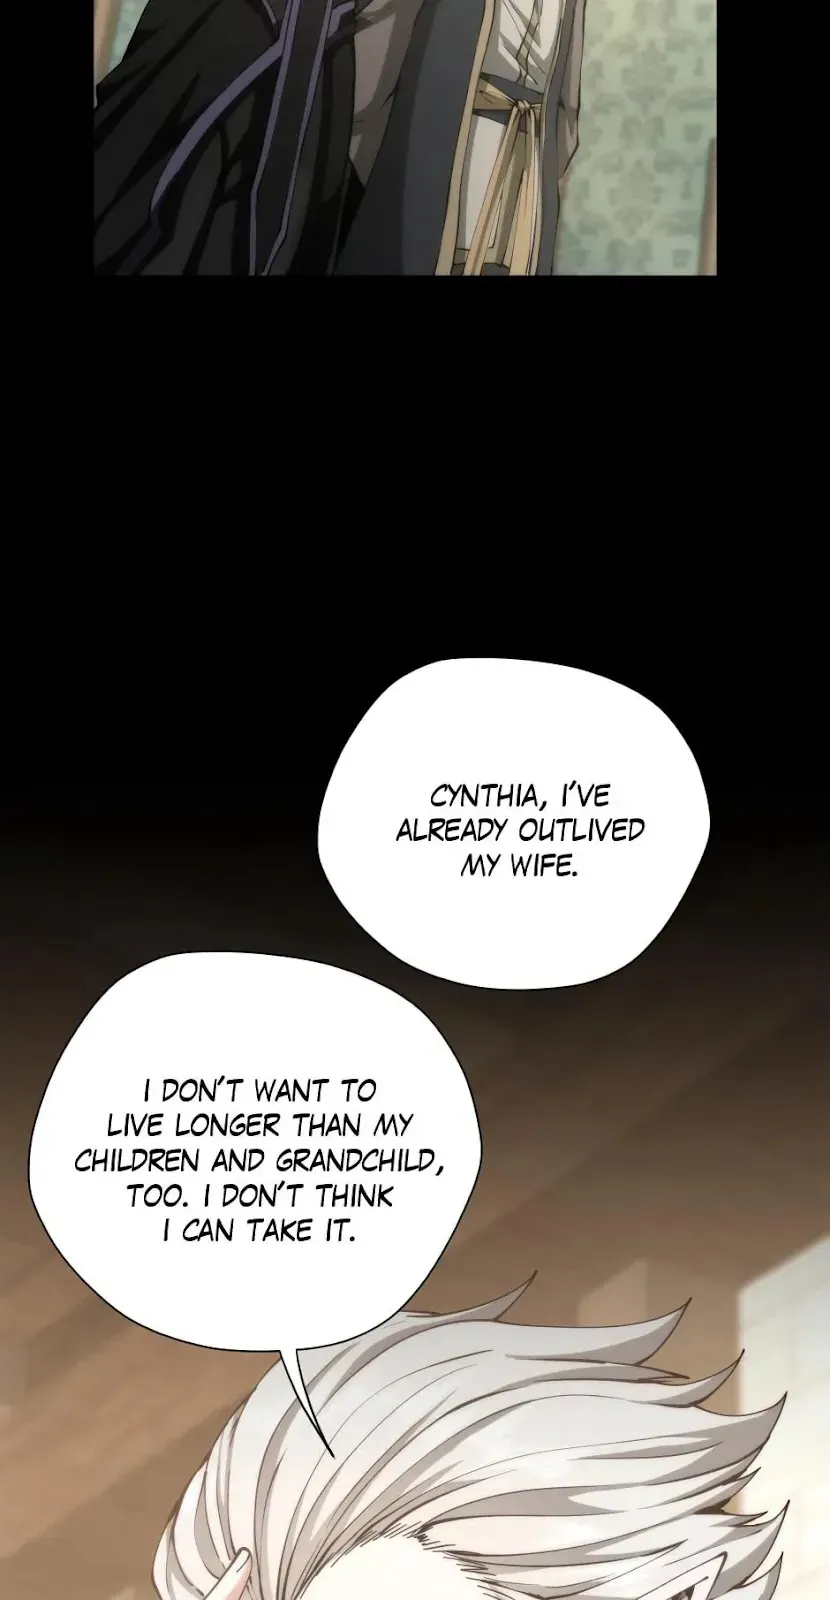 CYNTHIA, I'VE
ALREADY OUTLIVED
MY WIFE.
I DON'T WANT TO
LIVE LONGER THAN MY
CHILDREN AND GRANDCHILD,
TOO. I DON'T THINK
I CAN TAKE IT.